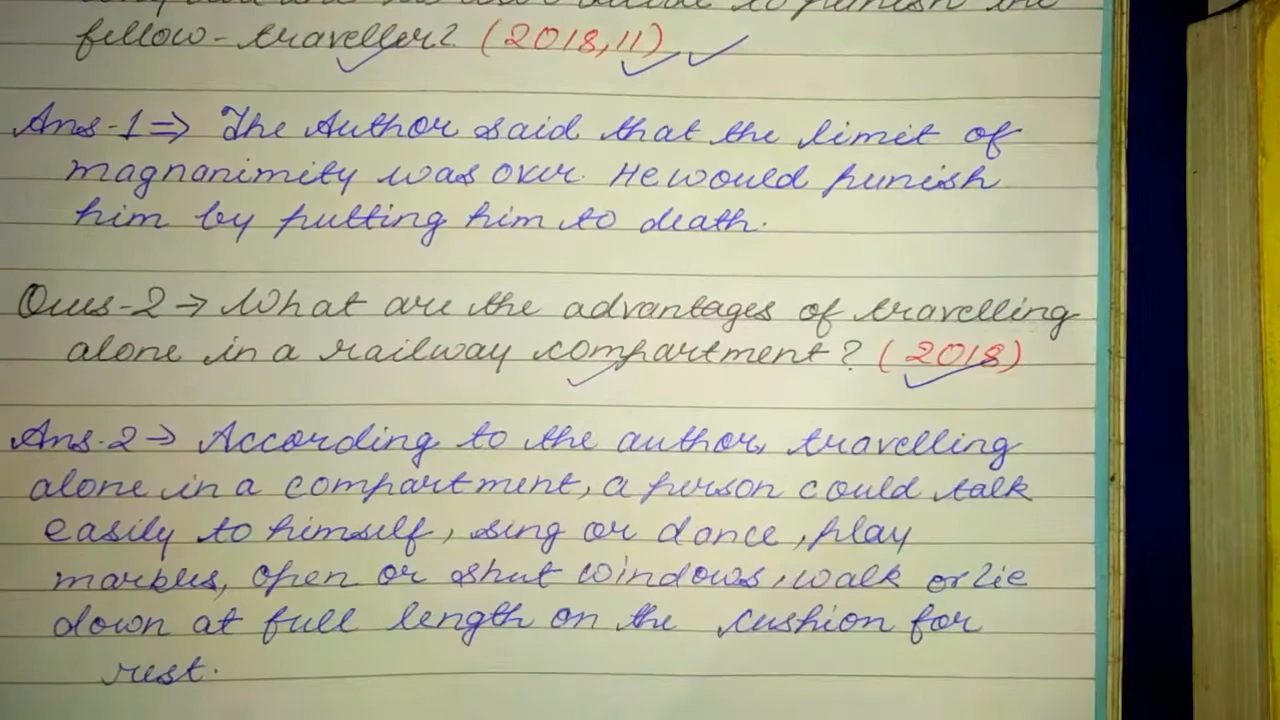 to punish the
fellow-traveller? (2018,11)
Ans-1⇒ The Author said that the limit of
magnanimity was over. He would punish
him by putting him to death.
Ques-2→ What are the advantages of travelling
alone in a railway compartment? (2018)
Ans-2→ According to the author, travelling
alone in a compartment, a person could talk
easily to himself, sing or dance, play
marbles, open or shut windows, walk or lie
down at full length on the cushion for
rest.